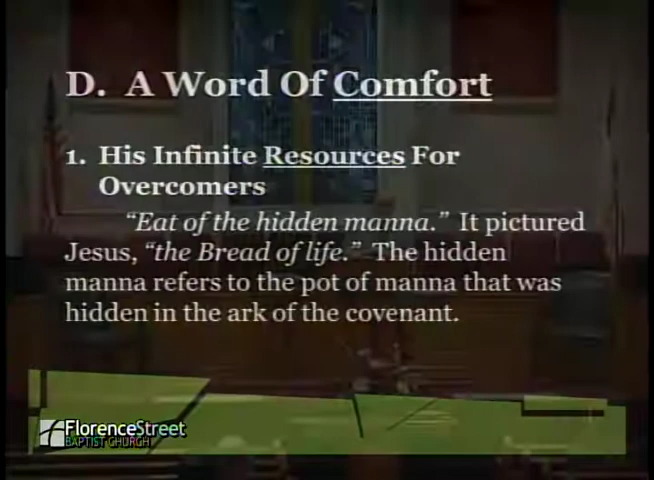 D. A Word Of Comfort
1. His Infinite Resources For
Overcomers
“Eat of the hidden manna.” It pictured
Jesus, “the Bread of life.” The hidden
manna refers to the pot of manna that was
hidden in the ark of the covenant.
FlorenceStreet
BAPTIST CHURCH